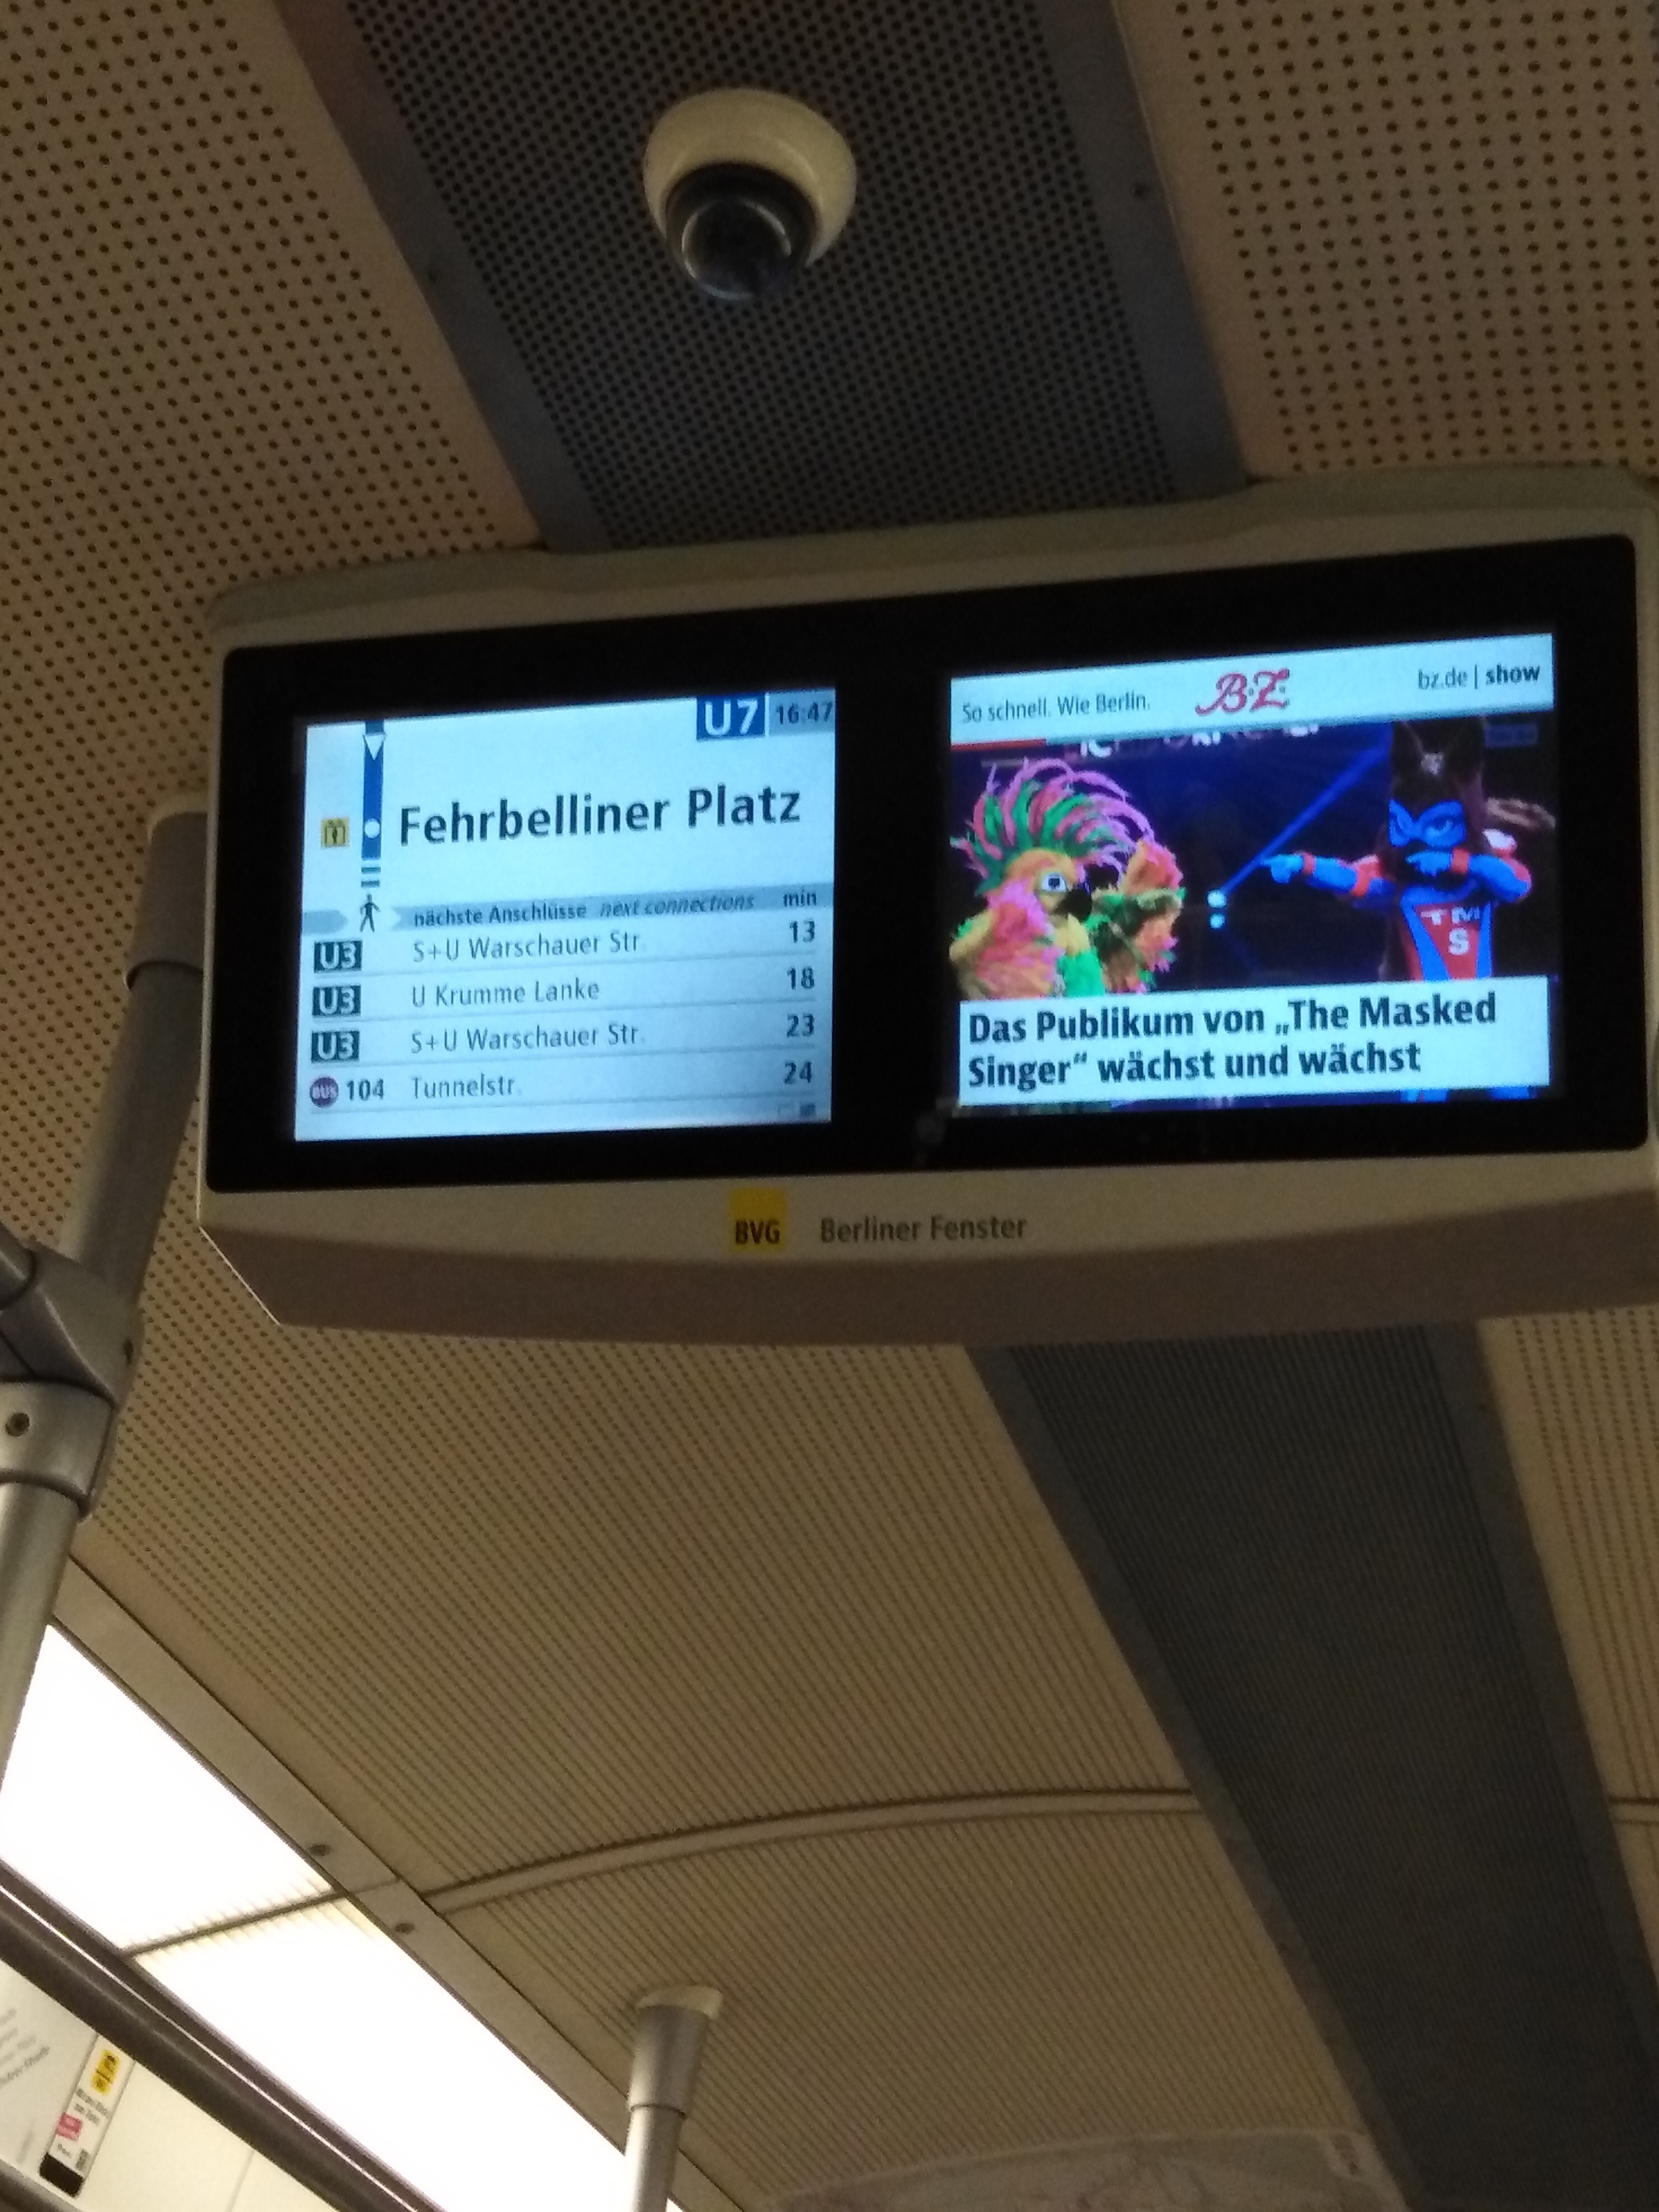 U7 16:47
Fehrbelliner Platz
nächste Anschlüsse next connections min
U3 S+U Warschauer Str. 13
U3 U Krumme Lanke 18
U3 S+U Warschauer Str. 23
BUS 104 Tunnelstr. 24
So schnell. Wie Berlin. B.Z. bz.de | show
TM
S
Das Publikum von „The Masked
Singer“ wächst und wächst
BVG Berliner Fenster